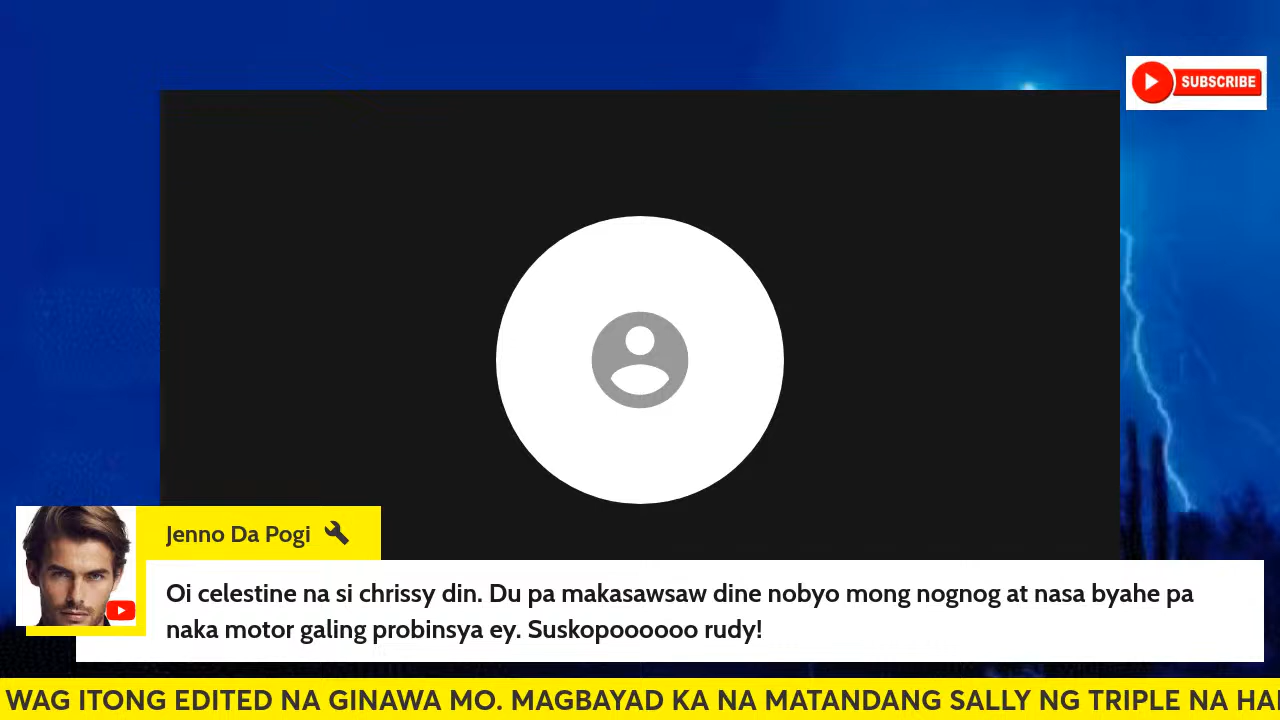 SUBSCRIBE
Jenno Da Pogi
Oi celestine na si chrissy din. Du pa makasawsaw dine nobyo mong nognog at nasa byahe pa
naka motor galing probinsya ey. Suskopoooooo rudy!
WAG ITONG EDITED NA GINAWA MO. MAGBAYAD KA NA MATANDANG SALLY NG TRIPLE NA